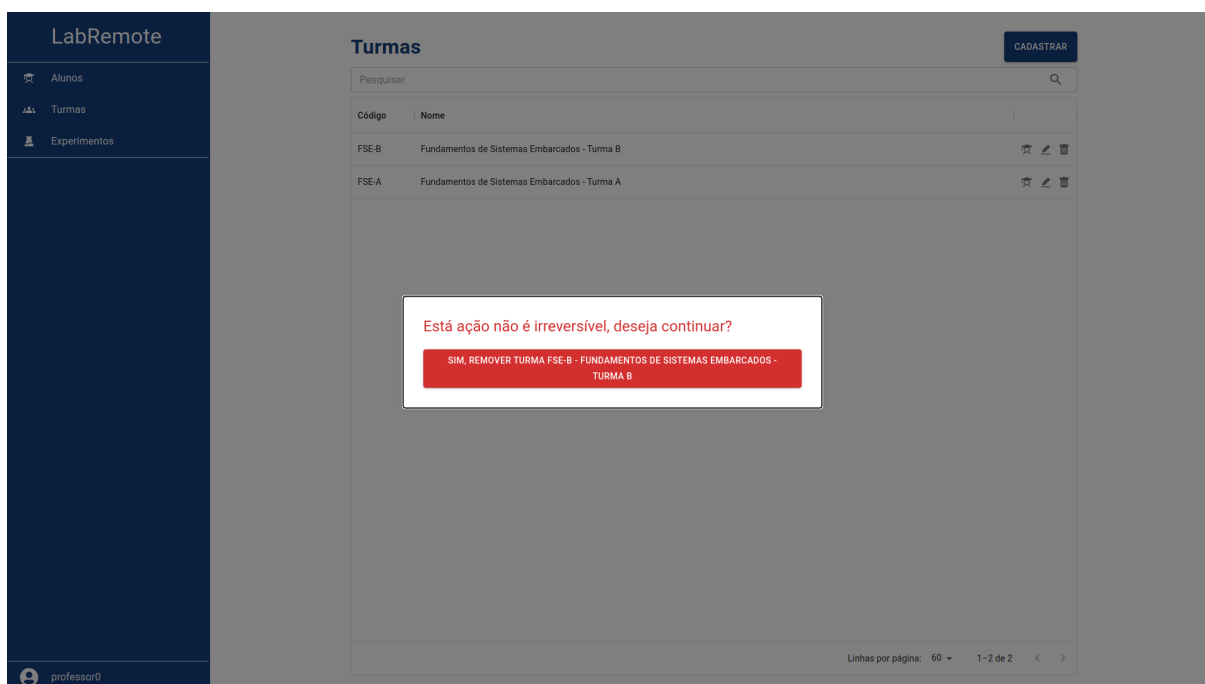 LabRemote
Alunos
Turmas
Experimentos
professor0
Turmas
CADASTRAR
Pesquisar
Código Nome
FSE-B Fundamentos de Sistemas Embarcados - Turma B
FSE-A Fundamentos de Sistemas Embarcados - Turma A
Está ação não é irreversível, deseja continuar?
SIM, REMOVER TURMA FSE-B - FUNDAMENTOS DE SISTEMAS EMBARCADOS -
TURMA B
Linhas por página: 60 1–2 de 2